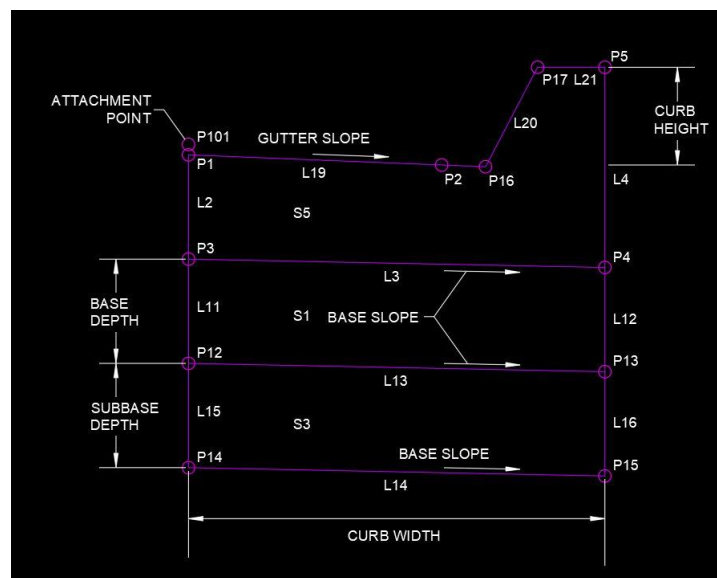 P5
P17 L21
ATTACHMENT
POINT
CURB
HEIGHT
P101
L20
GUTTER SLOPE
P1
P2
P16
L19
L4
L2
S5
P3
P4
L3
BASE
DEPTH
L11
S1
BASE SLOPE
L12
P12
P13
L13
SUBBASE
DEPTH
L15
S3
L16
P14
BASE SLOPE
P15
L14
CURB WIDTH